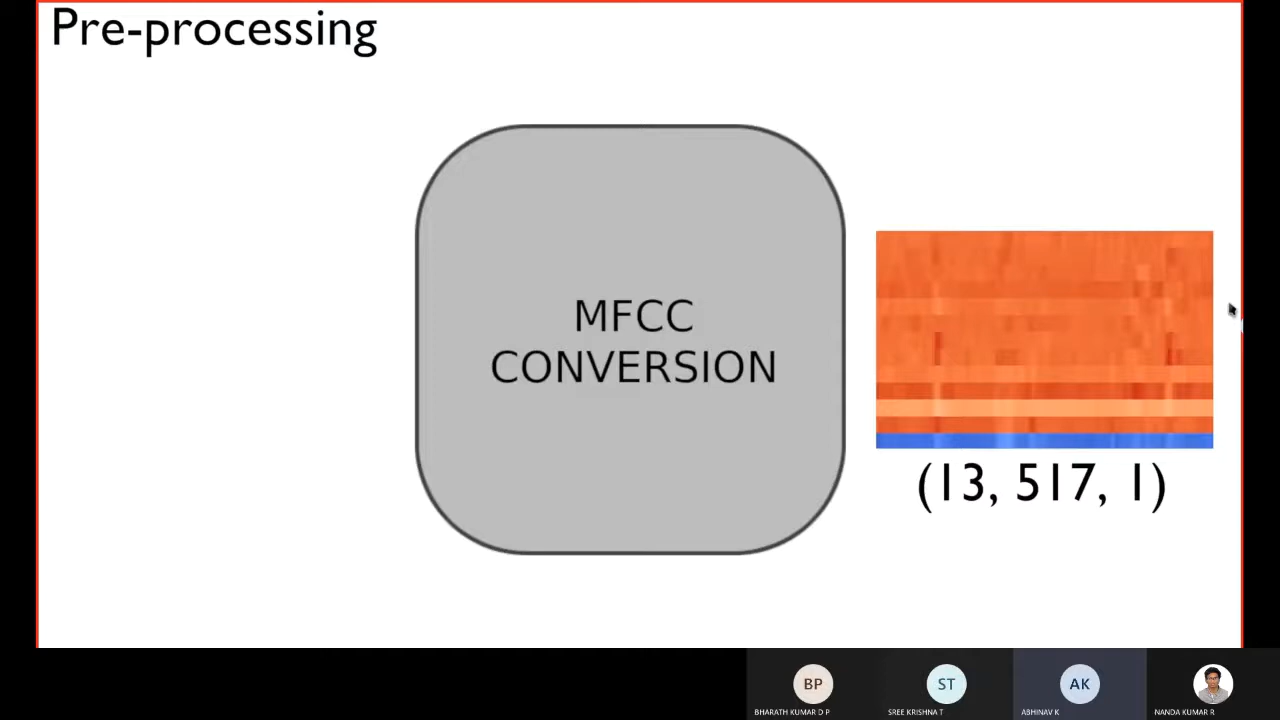 Pre-processing
MFCC
CONVERSION
(13, 517, 1)
BP
ST
AK
BHARATH KUMAR D P
SREE KRISHNA T
ABHINAV K
NANDA KUMAR R